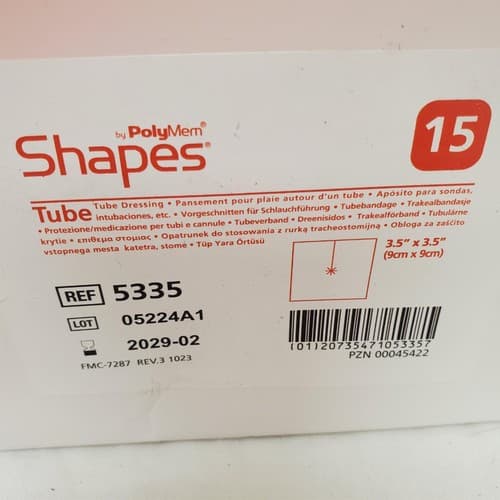 by PolyMem®
Shapes®
15
Tube Tube Dressing • Pansement pour plaie autour d'un tube • Apósito para sondas,
intubaciones, etc. • Vorgeschnitten für Schlauchführung • Tubebandage • Trakealbandasje
• Protezione/medicazione per tubi e cannule • Tubeverband • Dreenisidos • Trakealförband • Tubulárne
krytie • επιθεμα στομιας • Opatrunek do stosowania z rurką tracheostomijną • Obloga za zaščito
vstopnega mesta katetra, stome • Tüp Yara Örtüsü
3.5" x 3.5"
(9cm x 9cm)
REF 5335
LOT 05224A1
2029-02
FMC-7287 REV.3 1023
(01)20735471053357
PZN 00045422